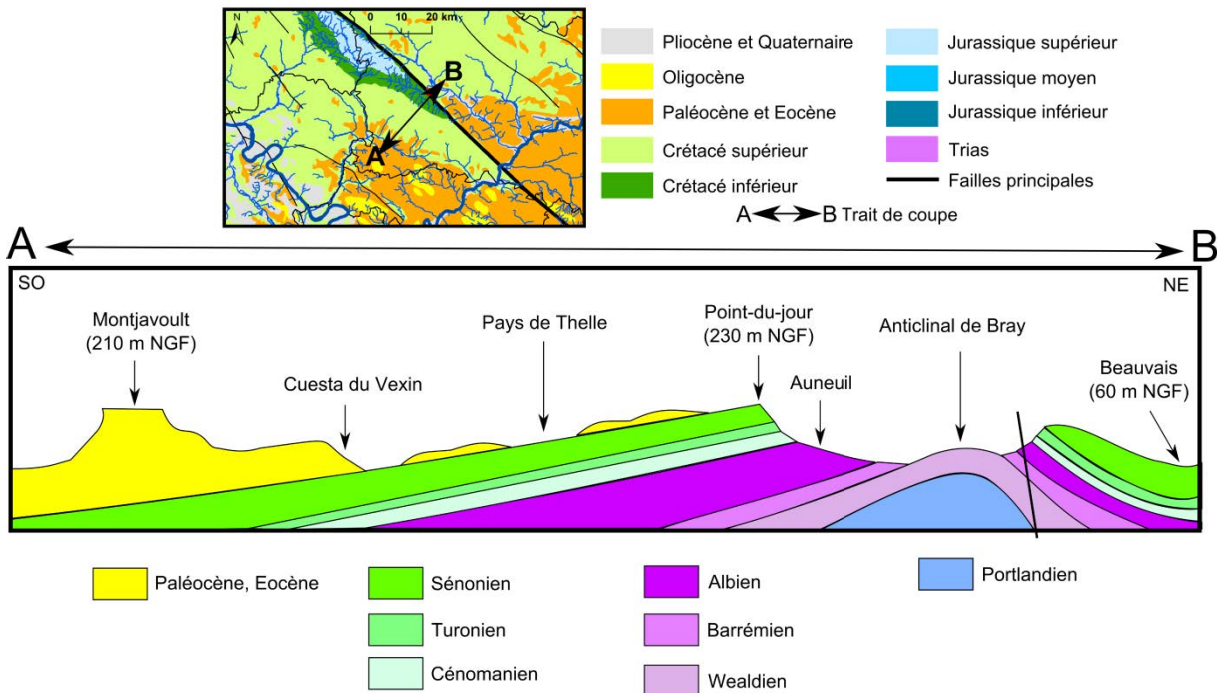 N
0 10 20 km
B
A
Pliocène et Quaternaire
Oligocène
Paléocène et Eocène
Crétacé supérieur
Crétacé inférieur
Jurassique supérieur
Jurassique moyen
Jurassique inférieur
Trias
Failles principales
A B Trait de coupe
A B
SO NE
Montjavoult
(210 m NGF)
Cuesta du Vexin
Pays de Thelle
Point-du-jour
(230 m NGF)
Auneuil
Anticlinal de Bray
Beauvais
(60 m NGF)
Paléocène, Eocène
Sénonien
Turonien
Cénomanien
Albien
Barrémien
Wealdien
Portlandien